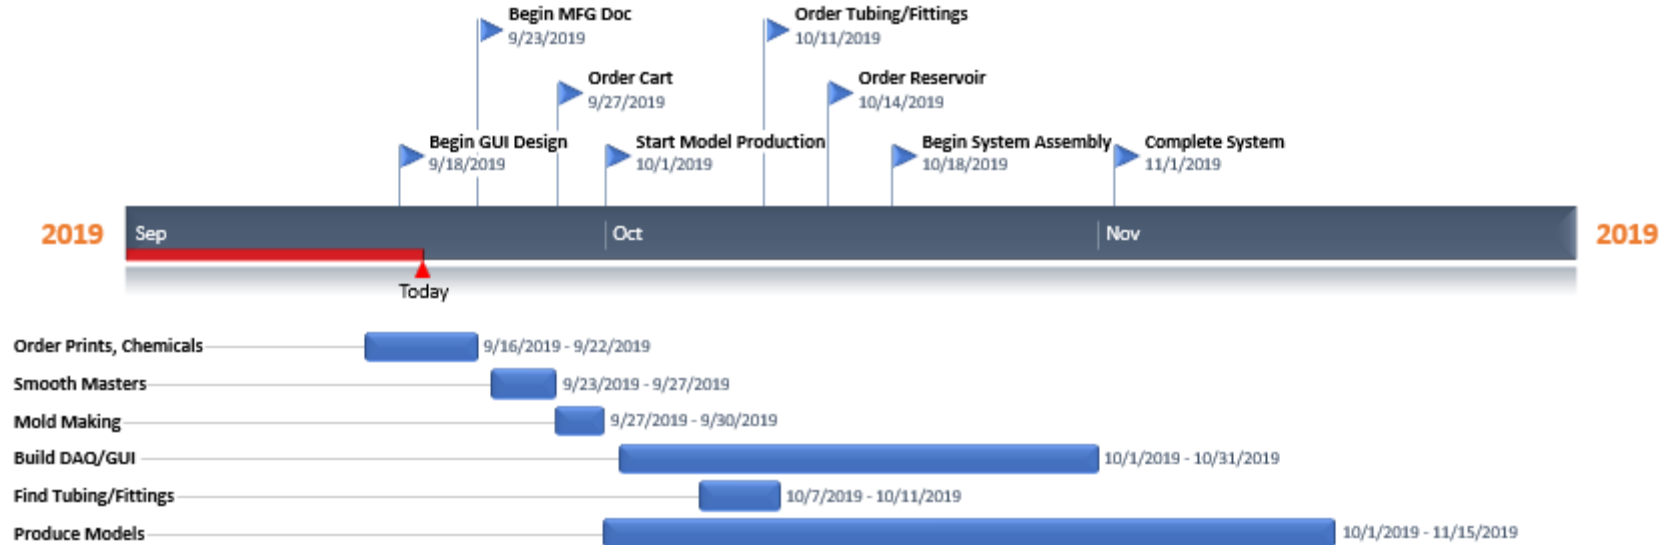 Begin MFG Doc
9/23/2019
Order Tubing/Fittings
10/11/2019
Order Cart
9/27/2019
Order Reservoir
10/14/2019
Begin GUI Design
9/18/2019
Start Model Production
10/1/2019
Begin System Assembly
10/18/2019
Complete System
11/1/2019
2019
Sep
Oct
Nov
2019
Today
Order Prints, Chemicals
9/16/2019 - 9/22/2019
Smooth Masters
9/23/2019 - 9/27/2019
Mold Making
9/27/2019 - 9/30/2019
Build DAQ/GUI
10/1/2019 - 10/31/2019
Find Tubing/Fittings
10/7/2019 - 10/11/2019
Produce Models
10/1/2019 - 11/15/2019